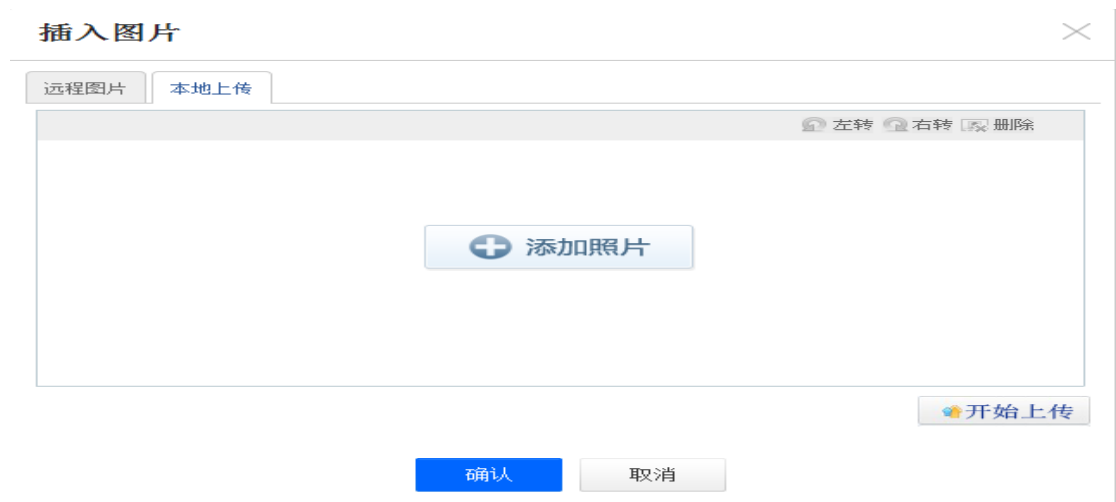 插入图片
远程图片 本地上传
左转 右转 删除
添加照片
开始上传
确认 取消